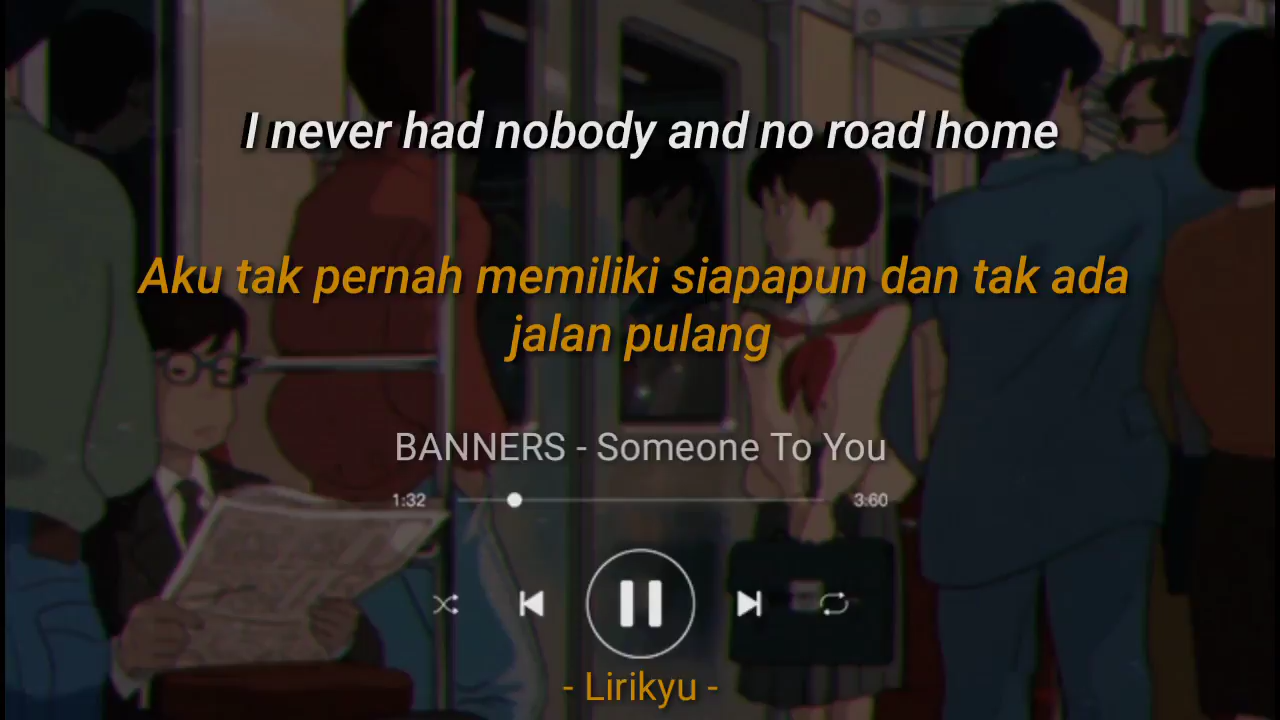 I never had nobody and no road home
Aku tak pernah memiliki siapapun dan tak ada
jalan pulang
BANNERS - Someone To You
1:32 3:60
- Lirikyu -